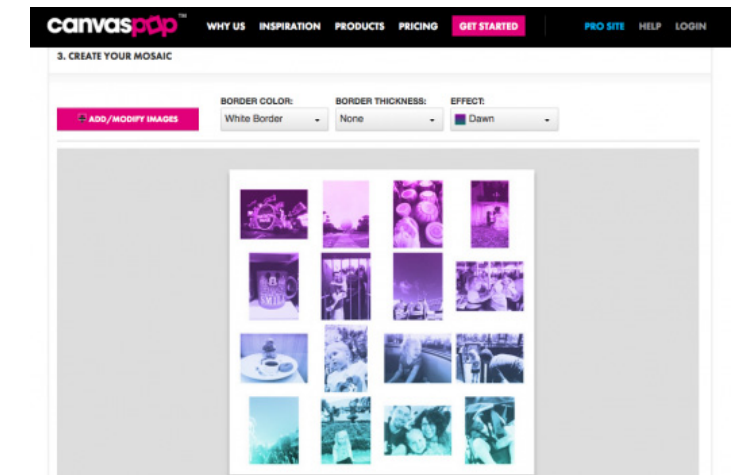 canvaspop™ WHY US INSPIRATION PRODUCTS PRICING GET STARTED PRO SITE HELP LOGIN
3. CREATE YOUR MOSAIC
BORDER COLOR: BORDER THICKNESS: EFFECT:
ADD/MODIFY IMAGES White Border None Dawn